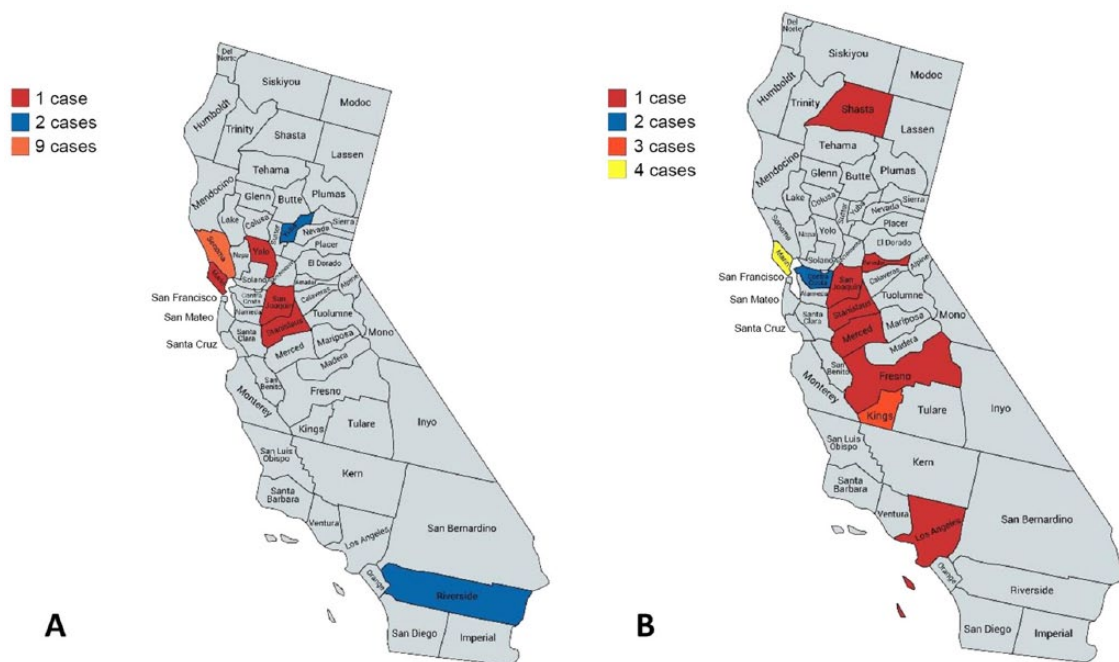 1 case
2 cases
9 cases
Del Norte
Siskiyou
Modoc
Humboldt
Trinity
Shasta
Lassen
Tehama
Mendocino
Glenn
Butte
Plumas
Lake
Colusa
Sutter
Yuba
Nevada
Sierra
Placer
Sonoma
Napa
Yolo
El Dorado
Alpine
Amador
Marin
Solano
Calaveras
San Francisco
Contra Costa
San Joaquin
Tuolumne
Mono
San Mateo
Alameda
Stanislaus
Santa Cruz
Santa Clara
Merced
Mariposa
Madera
San Benito
Monterey
Fresno
Kings
Tulare
Inyo
San Luis Obispo
Kern
Santa Barbara
Ventura
Los Angeles
San Bernardino
Orange
Riverside
San Diego
Imperial
A
1 case
2 cases
3 cases
4 cases
Del Norte
Siskiyou
Modoc
Humboldt
Trinity
Shasta
Lassen
Tehama
Mendocino
Glenn
Butte
Plumas
Lake
Colusa
Sutter
Yuba
Nevada
Sierra
Placer
Sonoma
Napa
Yolo
El Dorado
Alpine
Marin
Solano
Calaveras
San Francisco
Contra Costa
San Joaquin
Tuolumne
Mono
San Mateo
Alameda
Stanislaus
Santa Cruz
Santa Clara
Merced
Mariposa
Madera
San Benito
Monterey
Fresno
Kings
Tulare
Inyo
San Luis Obispo
Kern
Santa Barbara
Ventura
Los Angeles
San Bernardino
Orange
Riverside
San Diego
Imperial
B